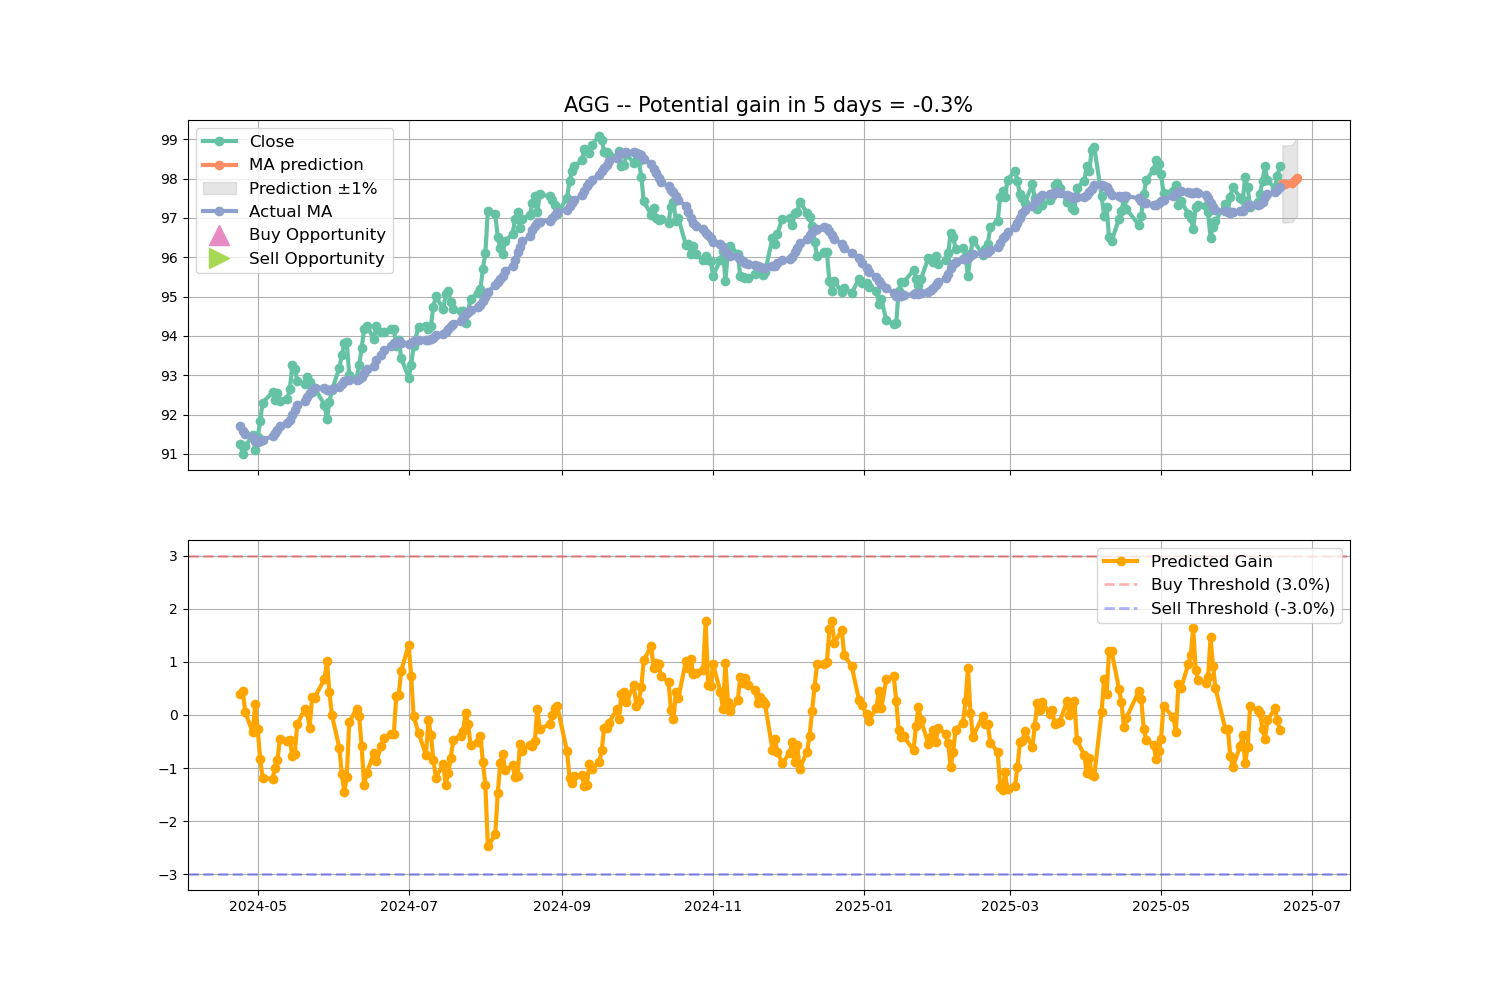 AGG -- Potential gain in 5 days = -0.3%
99
98
97
96
95
94
93
92
91
Close
MA prediction
Prediction ±1%
Actual MA
Buy Opportunity
Sell Opportunity
3
2
1
0
−1
−2
−3
Predicted Gain
Buy Threshold (3.0%)
Sell Threshold (-3.0%)
2024-05 2024-07 2024-09 2024-11 2025-01 2025-03 2025-05 2025-07